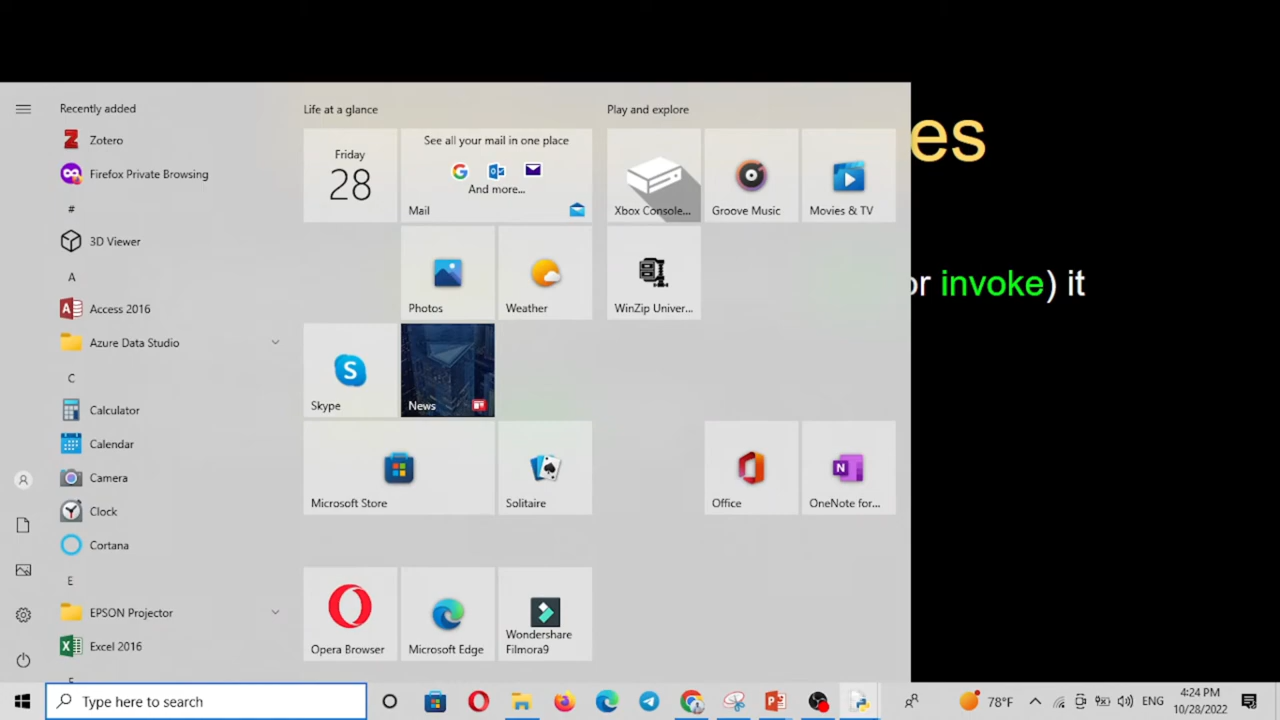 Recently added
Zotero
Firefox Private Browsing
#
3D Viewer
A
Access 2016
Azure Data Studio
C
Calculator
Calendar
Camera
Clock
Cortana
E
EPSON Projector
Excel 2016
Life at a glance
Friday
28
See all your mail in one place
And more...
Mail
Photos
Weather
Skype
News
Microsoft Store
Solitaire
Opera Browser
Microsoft Edge
Wondershare
Filmora9
Play and explore
Xbox Console...
Groove Music
Movies & TV
WinZip Univer...
Office
OneNote for...
es
or invoke) it
Type here to search
78°F
ENG
4:24 PM
10/28/2022